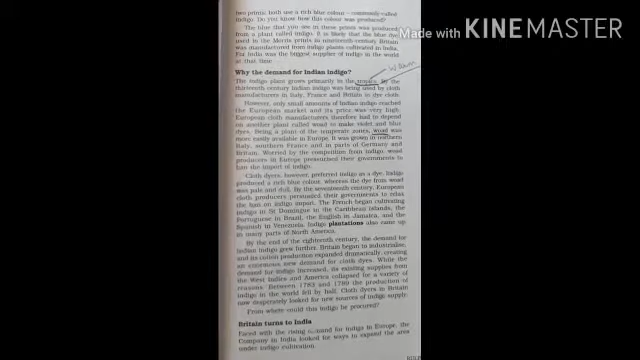 Made with KINEMASTER
two prints: both use a rich blue colour – commonly called
indigo. Do you know how this colour was produced?
The blue that you see in these prints was produced
from a plant called indigo. It is likely that the blue dye
used in the Morris prints in nineteenth-century Britain
was manufactured from indigo plants cultivated in India.
For India was the biggest supplier of indigo in the world
at that time.
Why the demand for Indian indigo?
The indigo plant grows primarily in the tropics. By the
thirteenth century Indian indigo was being used by cloth
manufacturers in Italy, France and Britain to dye cloth.
However, only small amounts of Indian indigo reached
the European market and its price was very high.
European cloth manufacturers therefore had to depend
on another plant called woad to make violet and blue
dyes. Being a plant of the temperate zones, woad was
more easily available in Europe. It was grown in northern
Italy, southern France and in parts of Germany and
Britain. Worried by the competition from indigo, woad
producers in Europe pressurised their governments to
ban the import of indigo.
Cloth dyers, however, preferred indigo as a dye. Indigo
produced a rich blue colour, whereas the dye from woad
was pale and dull. By the seventeenth century, European
cloth producers persuaded their governments to relax
the ban on indigo import. The French began cultivating
indigo in St Domingue in the Caribbean islands, the
Portuguese in Brazil, the English in Jamaica, and the
Spanish in Venezuela. Indigo plantations also came up
in many parts of North America.
By the end of the eighteenth century, the demand for
Indian indigo grew further. Britain began to industrialise,
and its cotton production expanded dramatically, creating
an enormous new demand for cloth dyes. While the
demand for indigo increased, its existing supplies from
the West Indies and America collapsed for a variety of
reasons. Between 1783 and 1789 the production of
indigo in the world fell by half. Cloth dyers in Britain
now desperately looked for new sources of indigo supply.
From where could this indigo be procured?
Britain turns to India
Faced with the rising demand for indigo in Europe, the
Company in India looked for ways to expand the area
under indigo cultivation.